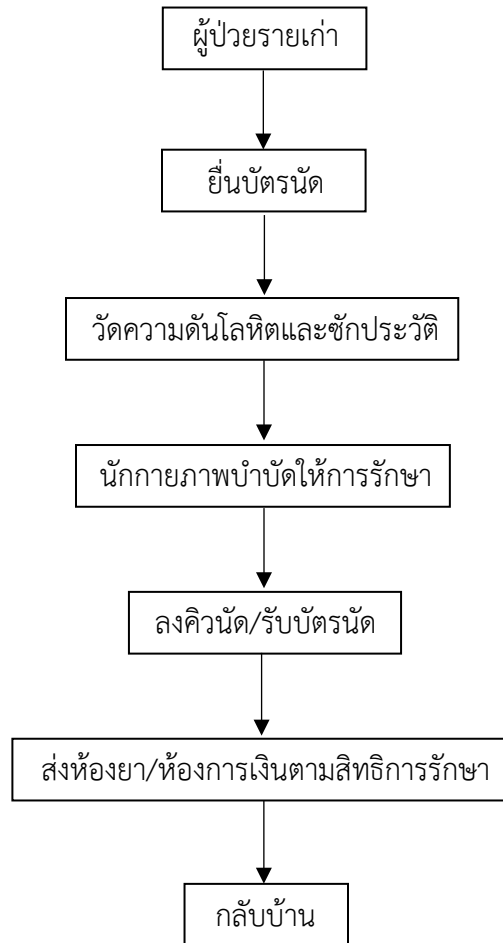 ผู้ป่วยรายเก่า
ยื่นบัตรนัด
วัดความดันโลหิตและซักประวัติ
นักกายภาพบำบัดให้การรักษา
ลงคิวนัด/รับบัตรนัด
ส่งห้องยา/ห้องการเงินตามสิทธิการรักษา
กลับบ้าน